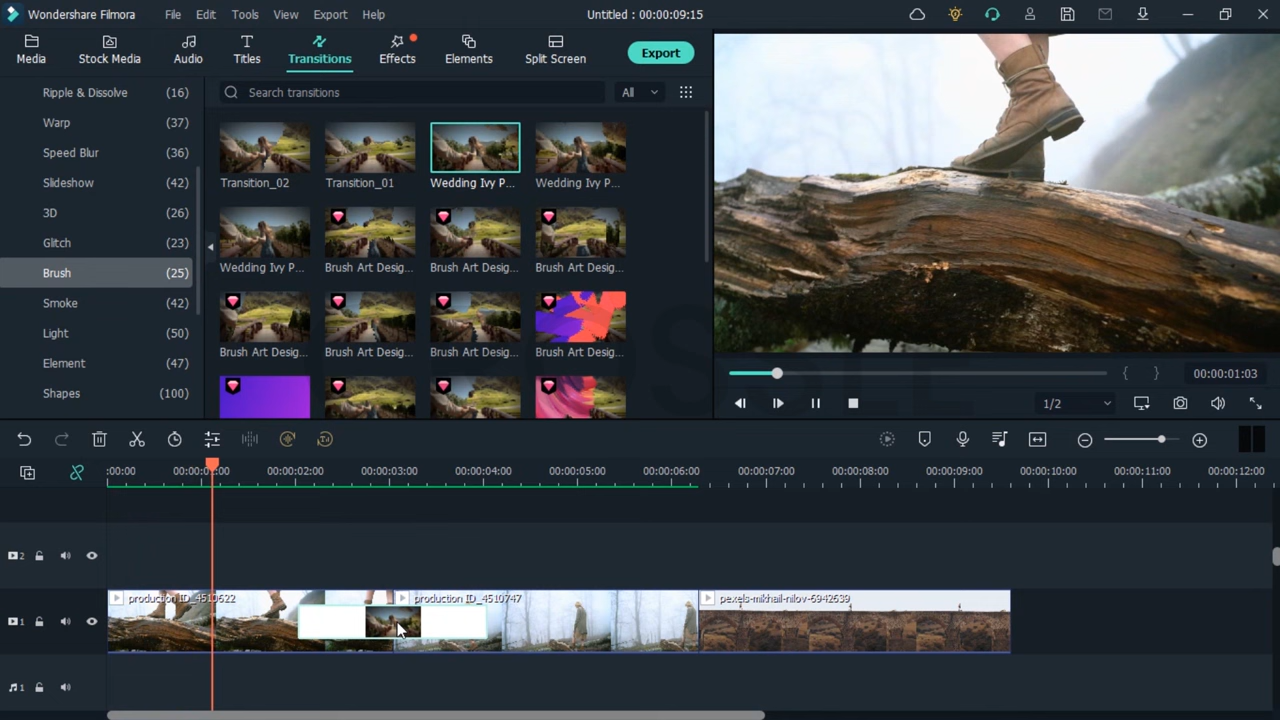 Wondershare Filmora File Edit Tools View Export Help Untitled : 00:00:09:15
Media Stock Media Audio Titles Transitions Effects Elements Split Screen Export
Ripple & Dissolve (16)
Warp (37)
Speed Blur (36)
Slideshow (42)
3D (26)
Glitch (23)
Brush (25)
Smoke (42)
Light (50)
Element (47)
Shapes (100)
Search transitions All
Transition_02 Transition_01 Wedding Ivy P... Wedding Ivy P...
Wedding Ivy P... Brush Art Desig... Brush Art Desig... Brush Art Desig...
Brush Art Desig... Brush Art Desig... Brush Art Desig... Brush Art Desig...
{ } 00:00:01:03
1/2
:00:00 00:00:01:00 00:00:02:00 00:00:03:00 00:00:04:00 00:00:05:00 00:00:06:00 00:00:07:00 00:00:08:00 00:00:09:00 00:00:10:00 00:00:11:00 00:00:12:00
2
production ID_4510622 production ID_4510747 pexels-mikhail-nilov-6942639
1
1